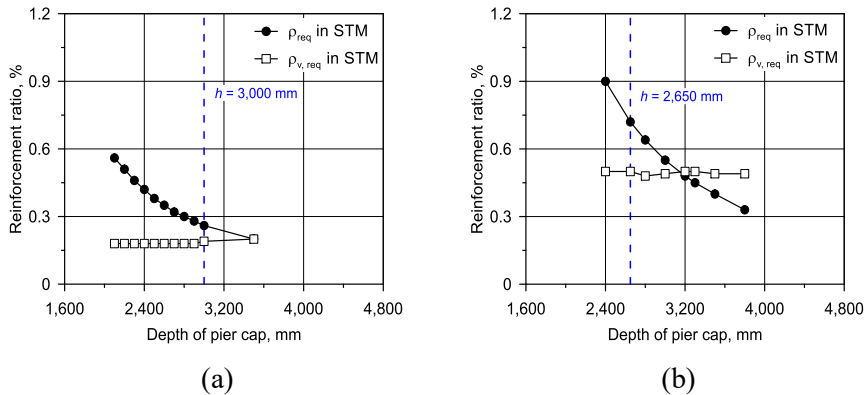 1.2
0.9
0.6
0.3
0
Reinforcement ratio, %
ρreq in STM
ρv, req in STM
h = 3,000 mm
1,600 2,400 3,200 4,000 4,800
Depth of pier cap, mm
(a)
1.2
0.9
0.6
0.3
0
Reinforcement ratio, %
ρreq in STM
ρv, req in STM
h = 2,650 mm
1,600 2,400 3,200 4,000 4,800
Depth of pier cap, mm
(b)